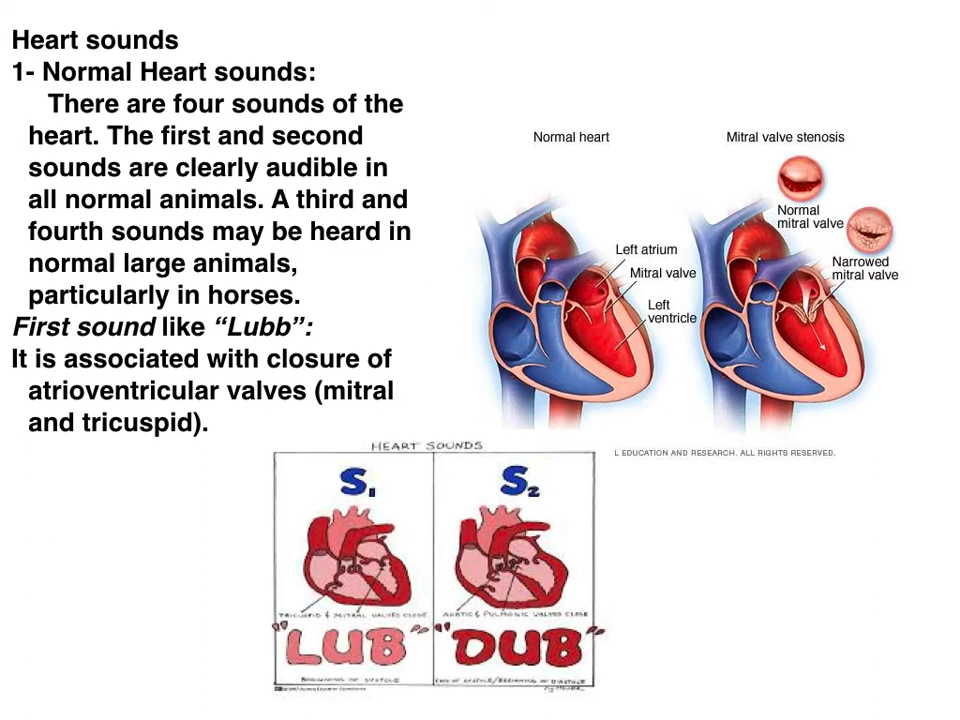 Heart sounds
1- Normal Heart sounds:
There are four sounds of the
heart. The first and second
sounds are clearly audible in
all normal animals. A third and
fourth sounds may be heard in
normal large animals,
particularly in horses.
First sound like “Lubb”:
It is associated with closure of
atrioventricular valves (mitral
and tricuspid).
Normal heart
Left atrium
Mitral valve
Left
ventricle
Mitral valve stenosis
Normal
mitral valve
Narrowed
mitral valve
L EDUCATION AND RESEARCH. ALL RIGHTS RESERVED.
HEART SOUNDS
S1
TRICUSPID & MITRAL VALVES CLOSE
"LUB"
BEGINNING OF SYSTOLE
S2
AORTIC & PULMONIC VALVES CLOSE
"DUB"
END OF SYSTOLE/BEGINNING OF DIASTOLE